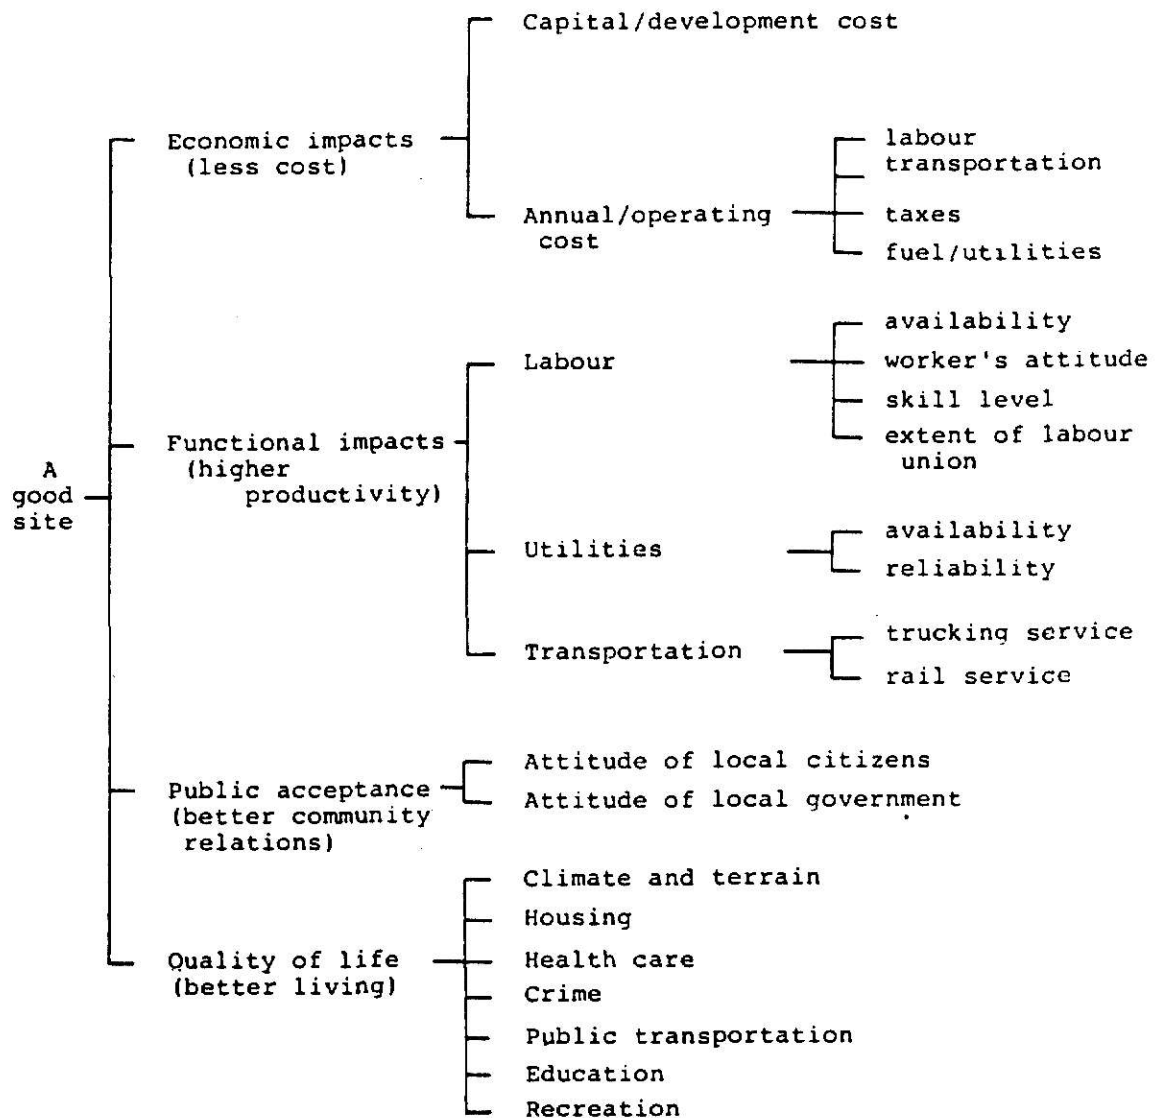 Capital/development cost
Economic impacts
(less cost)
labour
transportation
Annual/operating
cost
taxes
fuel/utilities
Functional impacts
(higher
productivity)
Labour
availability
worker's attitude
skill level
extent of labour
union
A
good
site
Utilities
availability
reliability
Transportation
trucking service
rail service
Public acceptance
(better community
relations)
Attitude of local citizens
Attitude of local government
Quality of life
(better living)
Climate and terrain
Housing
Health care
Crime
Public transportation
Education
Recreation